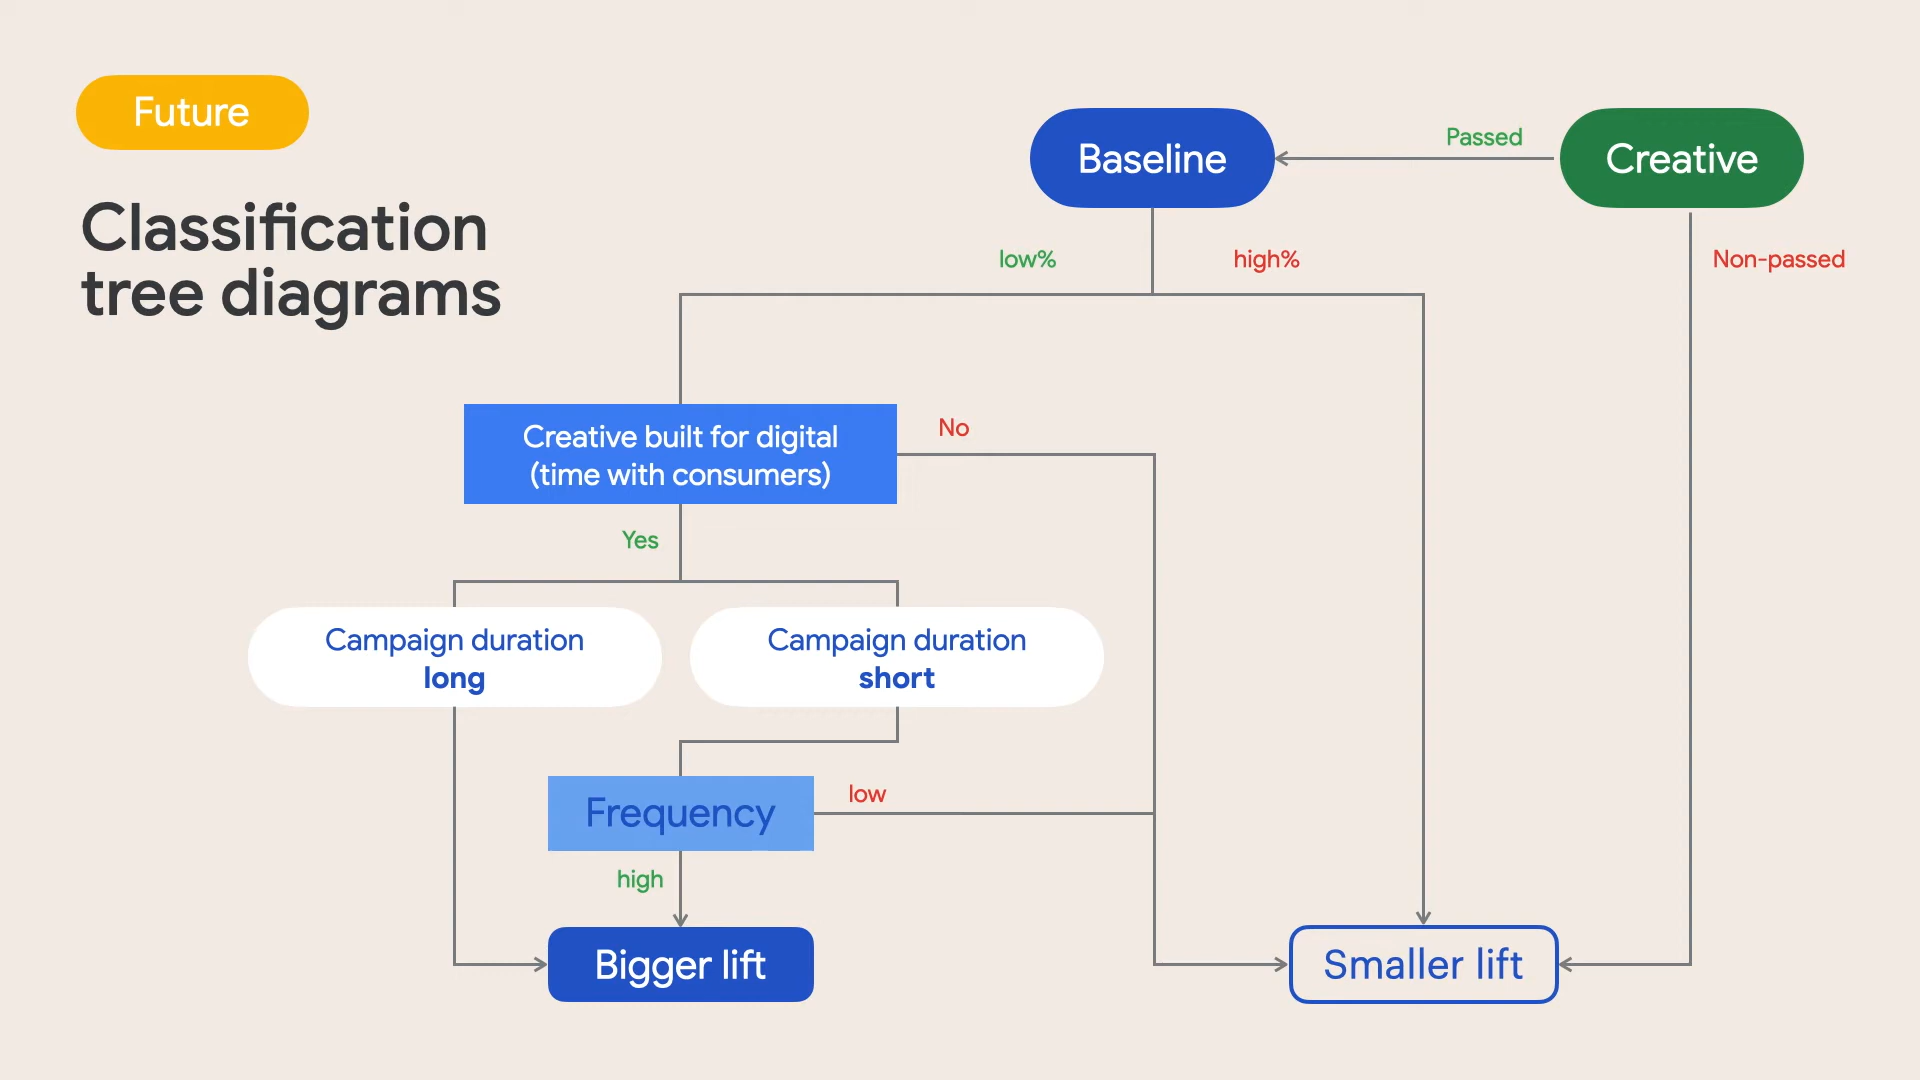 Future
Classification
tree diagrams
Baseline
Passed
Creative
low%
high%
Non-passed
Creative built for digital
(time with consumers)
No
Yes
Campaign duration
long
Campaign duration
short
Frequency
low
high
Bigger lift
Smaller lift